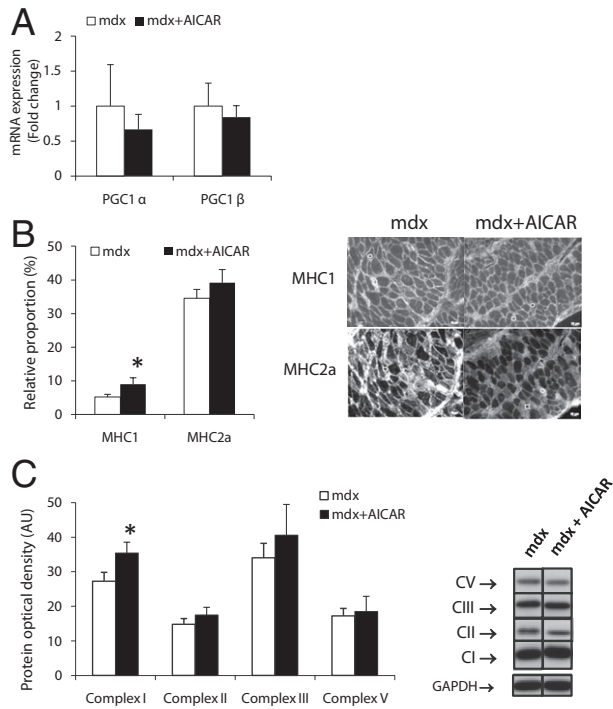 A
mdx mdx+AICAR
mRNA expression
(Fold change)
2
1.5
1
0.5
0
PGC1 α PGC1 β
B
mdx mdx+AICAR
Relative proportion (%)
50
40
30
20
10
0
*
MHC1 MHC2a
mdx mdx+AICAR
MHC1
MHC2a
C
mdx
mdx+AICAR
Protein optical density (AU)
50
40
30
20
10
0
*
Complex I Complex II Complex III Complex V
mdx mdx + AICAR
CV →
CIII →
CII →
CI →
GAPDH→